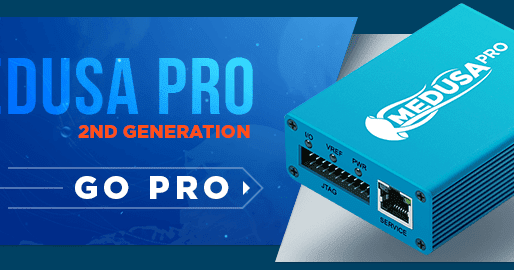 EDUSA PRO
2ND GENERATION
GO PRO
MEDUSA PRO
I/O
VREF
PWR
JTAG
SERVICE